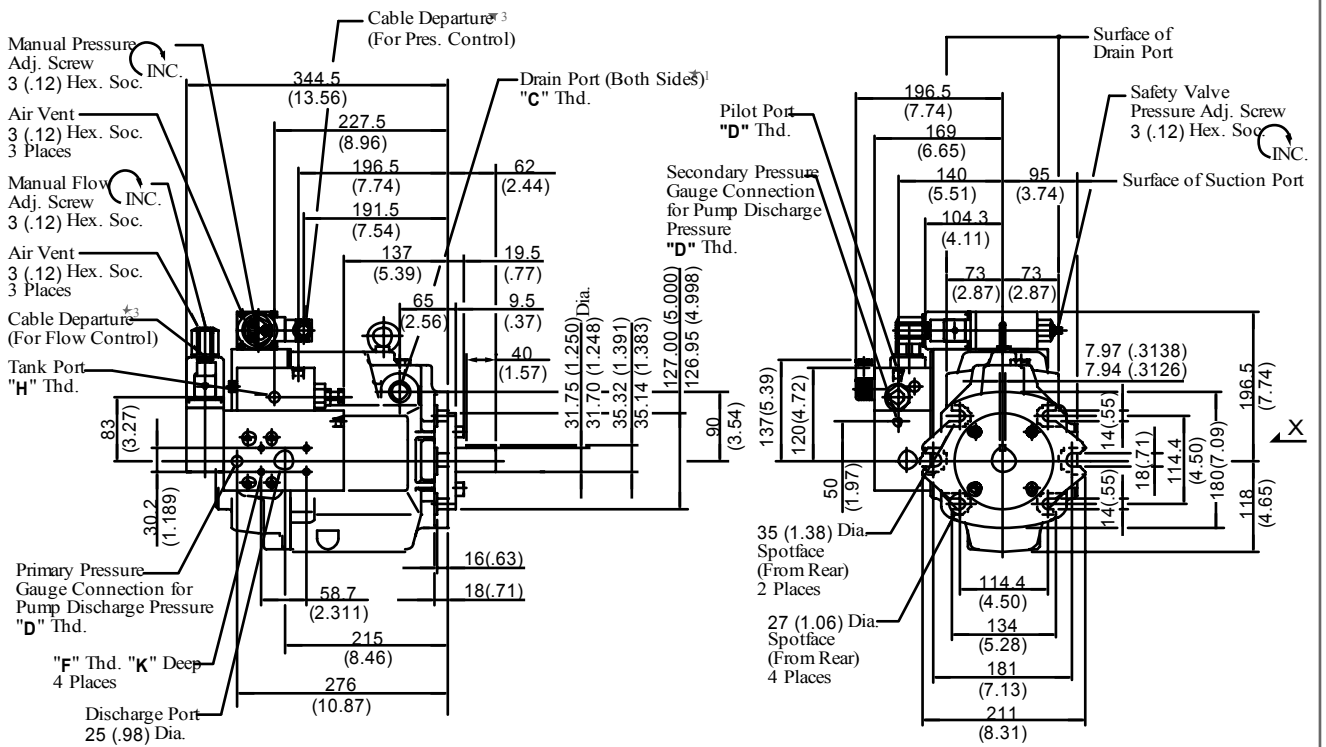 Cable Departure★3
(For Pres. Control)
Manual Pressure
Adj. Screw
3 (.12) Hex. Soc.
INC.
Air Vent
3 (.12) Hex. Soc.
3 Places
Manual Flow
Adj. Screw
3 (.12) Hex. Soc.
INC.
Air Vent
3 (.12) Hex. Soc.
3 Places
Cable Departure★3
(For Flow Control)
Tank Port
"H" Thd.
344.5
(13.56)
227.5
(8.96)
196.5
(7.74)
191.5
(7.54)
137
(5.39)
65
(2.56)
Drain Port (Both Sides)★1
"C" Thd.
62
(2.44)
19.5
(.77)
9.5
(.37)
40
(1.57)
31.75 (1.250)
31.70 (1.248)
Dia.
35.32 (1.391)
35.14 (1.383)
127.00 (5.000)
126.95 (4.998)
90
(3.54)
83
(3.27)
30.2
(1.189)
Primary Pressure
Gauge Connection for
Pump Discharge Pressure
"D" Thd.
"F" Thd. "K" Deep
4 Places
Discharge Port
25 (.98) Dia.
16(.63)
18(.71)
58.7
(2.311)
215
(8.46)
276
(10.87)
Surface of
Drain Port
Safety Valve
Pressure Adj. Screw
3 (.12) Hex. Soc.
INC.
Surface of Suction Port
Pilot Port
"D" Thd.
Secondary Pressure
Gauge Connection
for Pump Discharge
Pressure
"D" Thd.
196.5
(7.74)
169
(6.65)
140
(5.51)
95
(3.74)
104.3
(4.11)
73
(2.87)
73
(2.87)
7.97 (.3138)
7.94 (.3126)
137(5.39)
120(4.72)
50
(1.97)
14(.55)
14(.55)
18(.71)
114.4
(4.50)
180(7.09)
196.5
(7.74)
118
(4.65)
X
35 (1.38) Dia.
Spotface
(From Rear)
2 Places
27 (1.06) Dia.
Spotface
(From Rear)
4 Places
114.4
(4.50)
134
(5.28)
181
(7.13)
211
(8.31)